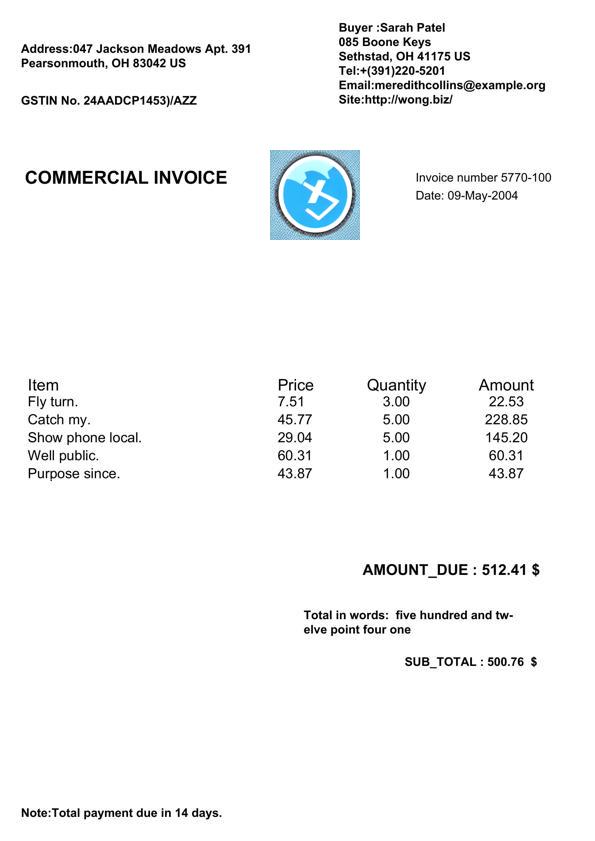 Address:047 Jackson Meadows Apt. 391
Pearsonmouth, OH 83042 US
GSTIN No. 24AADCP1453)/AZZ
Buyer :Sarah Patel
085 Boone Keys
Sethstad, OH 41175 US
Tel:+(391)220-5201
Email:meredithcollins@example.org
Site:http://wong.biz/
COMMERCIAL INVOICE
Invoice number 5770-100
Date: 09-May-2004
Item Price Quantity Amount
Fly turn. 7.51 3.00 22.53
Catch my. 45.77 5.00 228.85
Show phone local. 29.04 5.00 145.20
Well public. 60.31 1.00 60.31
Purpose since. 43.87 1.00 43.87
AMOUNT_DUE : 512.41 $
Total in words:  five hundred and tw-
elve point four one
SUB_TOTAL : 500.76  $
Note:Total payment due in 14 days.